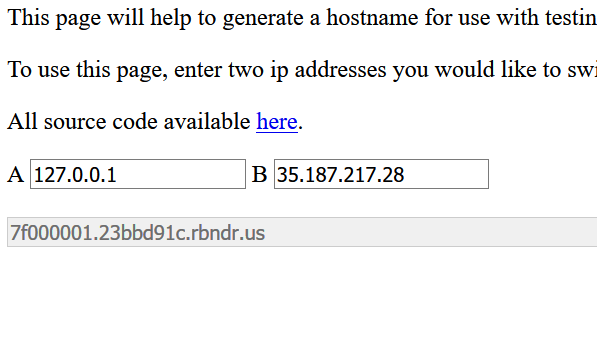 This page will help to generate a hostname for use with testin
To use this page, enter two ip addresses you would like to swi
All source code available here.
A 127.0.0.1 B 35.187.217.28
7f000001.23bbd91c.rbndr.us